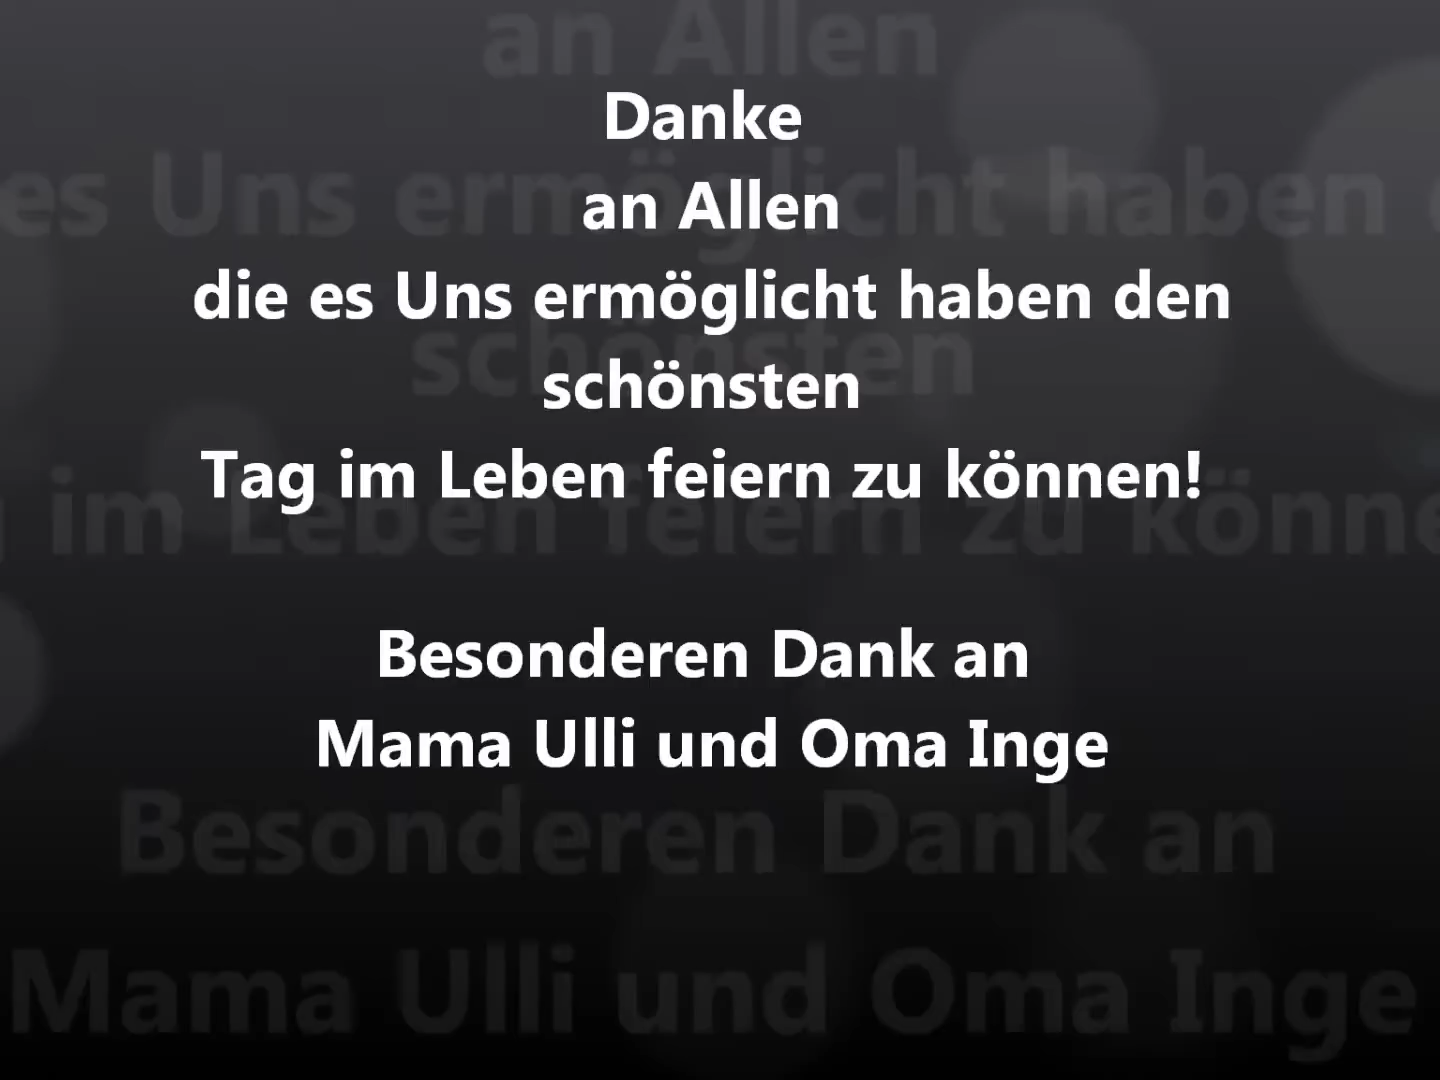 Danke
an Allen
die es Uns ermöglicht haben den
schönsten
Tag im Leben feiern zu können!
Besonderen Dank an
Mama Ulli und Oma Inge